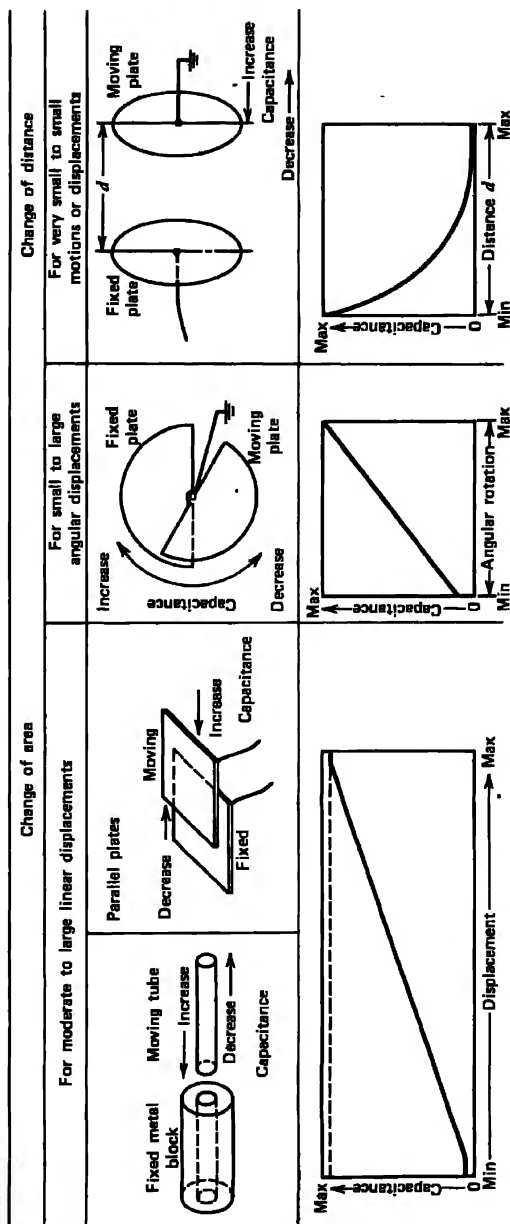 Change of area
Change of distance
For moderate to large linear displacements
For small to large
angular displacements
For very small to small
motions or displacements
Fixed metal
block
Moving tube
Increase
Decrease
Capacitance
Parallel plates
Decrease
Moving
Increase
Fixed
Capacitance
Increase
Capacitance
Decrease
Fixed
plate
Moving
plate
Fixed
plate
Moving
plate
d
Increase
Capacitance
Decrease
Max
Capacitance
0
Min
Displacement
Max
Max
Capacitance
0
Min
Angular rotation
Max
Max
Capacitance
0
Min
Distance d
Max